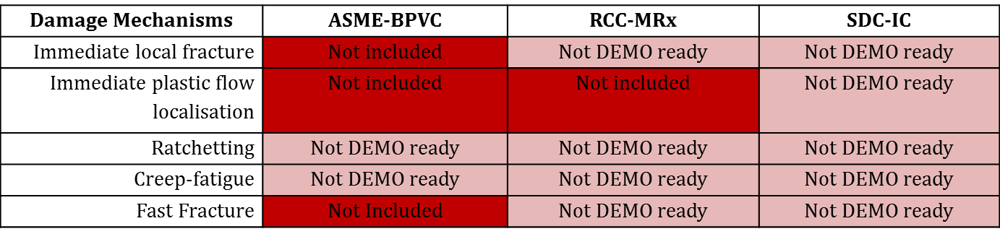 Damage Mechanisms ASME-BPVC RCC-MRx SDC-IC
Immediate local fracture Not included Not DEMO ready Not DEMO ready
Immediate plastic flow Not included Not included Not DEMO ready
localisation
Ratchetting Not DEMO ready Not DEMO ready Not DEMO ready
Creep-fatigue Not DEMO ready Not DEMO ready Not DEMO ready
Fast Fracture Not Included Not DEMO ready Not DEMO ready